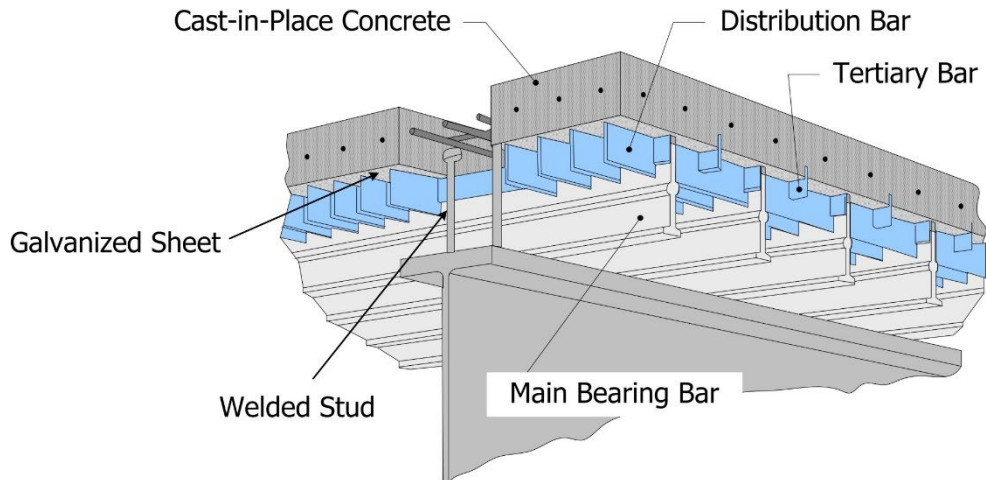 Cast-in-Place Concrete
Distribution Bar
Tertiary Bar
Galvanized Sheet
Welded Stud
Main Bearing Bar